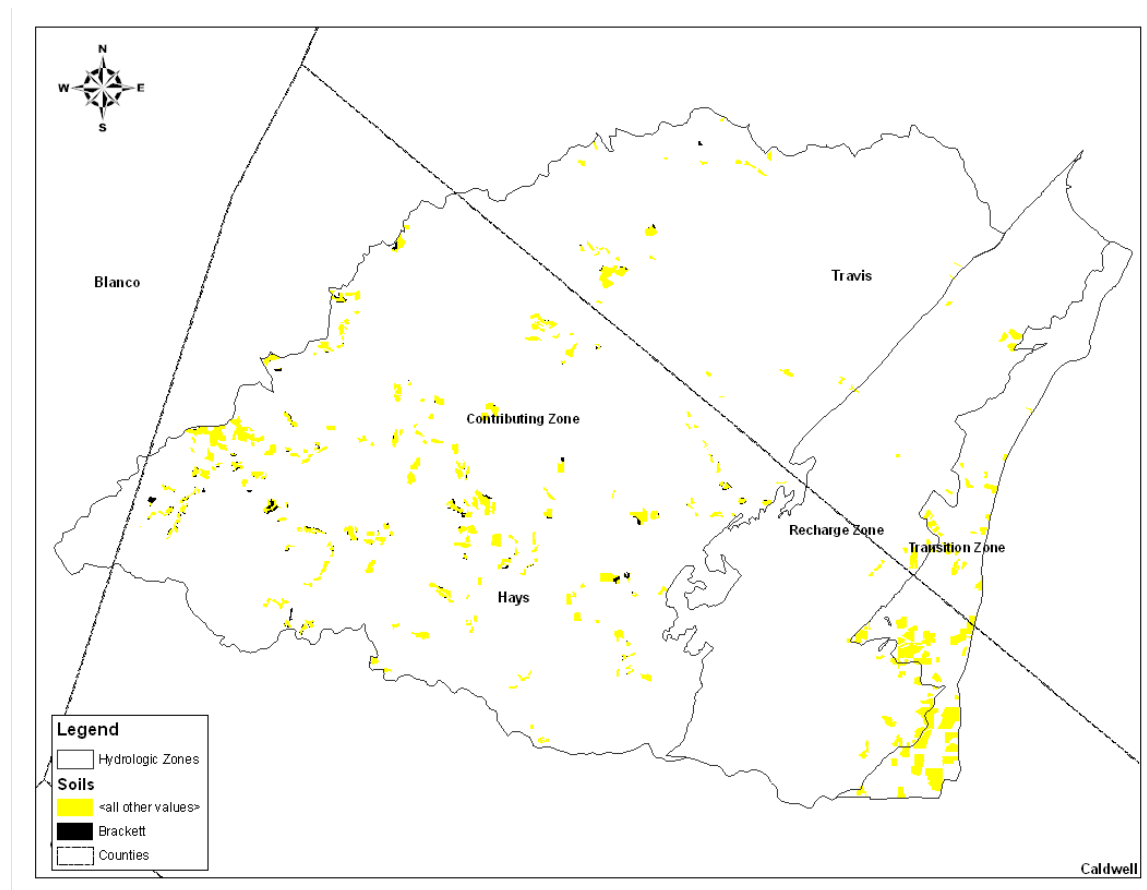 N
W E
S
Blanco
Travis
Contributing Zone
Recharge Zone
Transition Zone
Hays
Legend
Hydrologic Zones
Soils
<all other values>
Brackett
Counties
Caldwell